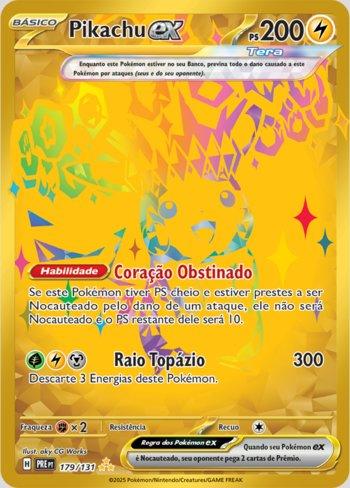 BÁSICO
Pikachu ex PS 200
Tera
Enquanto este Pokémon estiver no seu Banco, previna todo o dano causado a este
Pokémon por ataques (seus e do seu oponente).
Habilidade Coração Obstinado
Se este Pokémon tiver PS cheio e estiver prestes a ser
Nocauteado pelo dano de um ataque, ele não será
Nocauteado e o PS restante dele será 10.
Raio Topázio 300
Descarte 3 Energias deste Pokémon.
Fraqueza ×2 Resistência Recuo
Ilust. aky CG Works
H PRE PT 179/131
Regra dos Pokémon ex Quando seu Pokémon ex
é Nocauteado, seu oponente pega 2 cartas de Prêmio.
©2025 Pokémon/Nintendo/Creatures/GAME FREAK